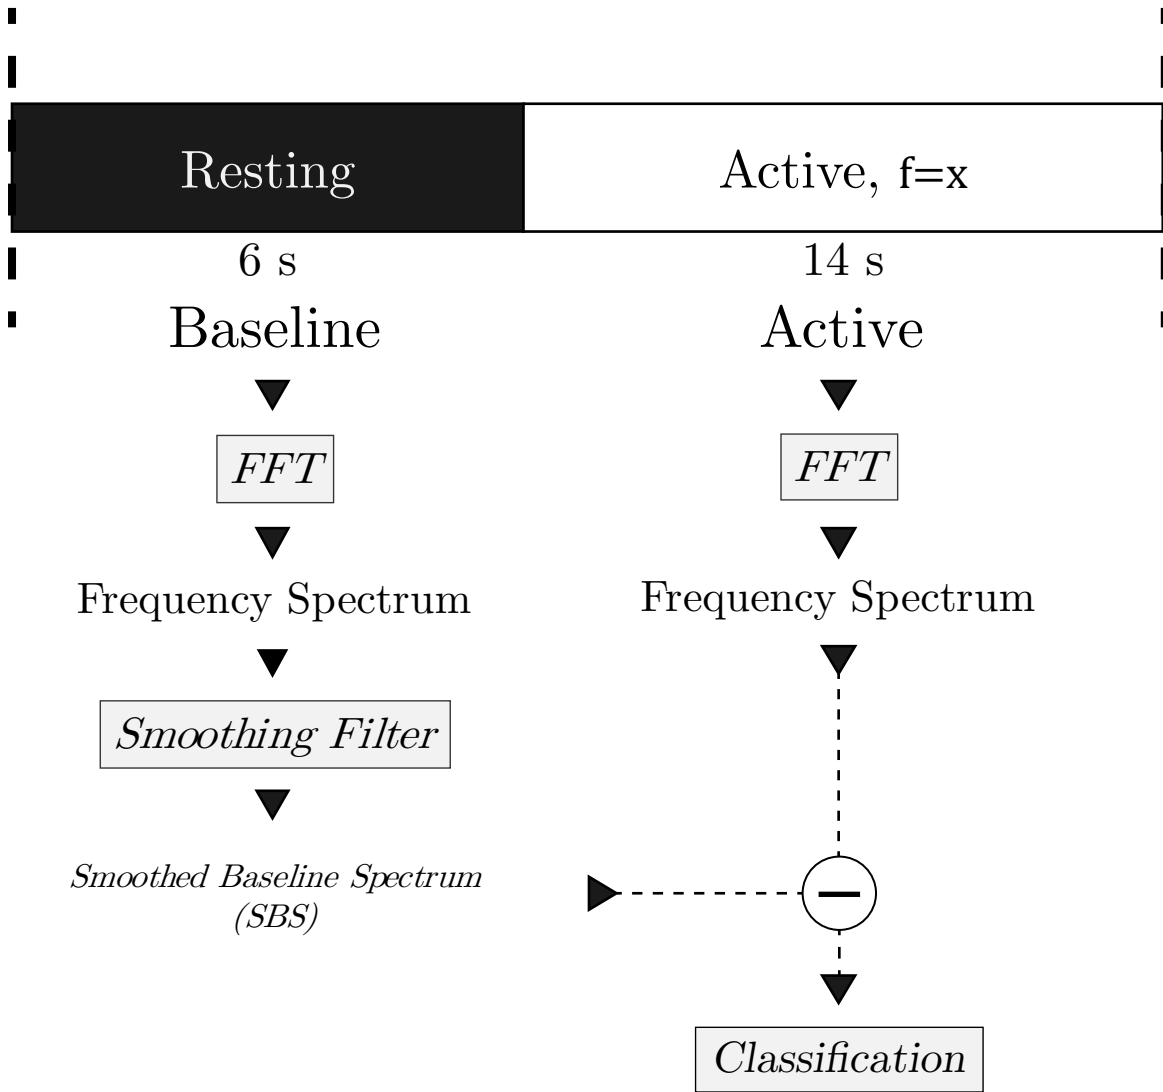 Resting
Active, f=x
6 s
14 s
Baseline
Active
FFT
FFT
Frequency Spectrum
Frequency Spectrum
Smoothing Filter
Smoothed Baseline Spectrum
(SBS)
Classification